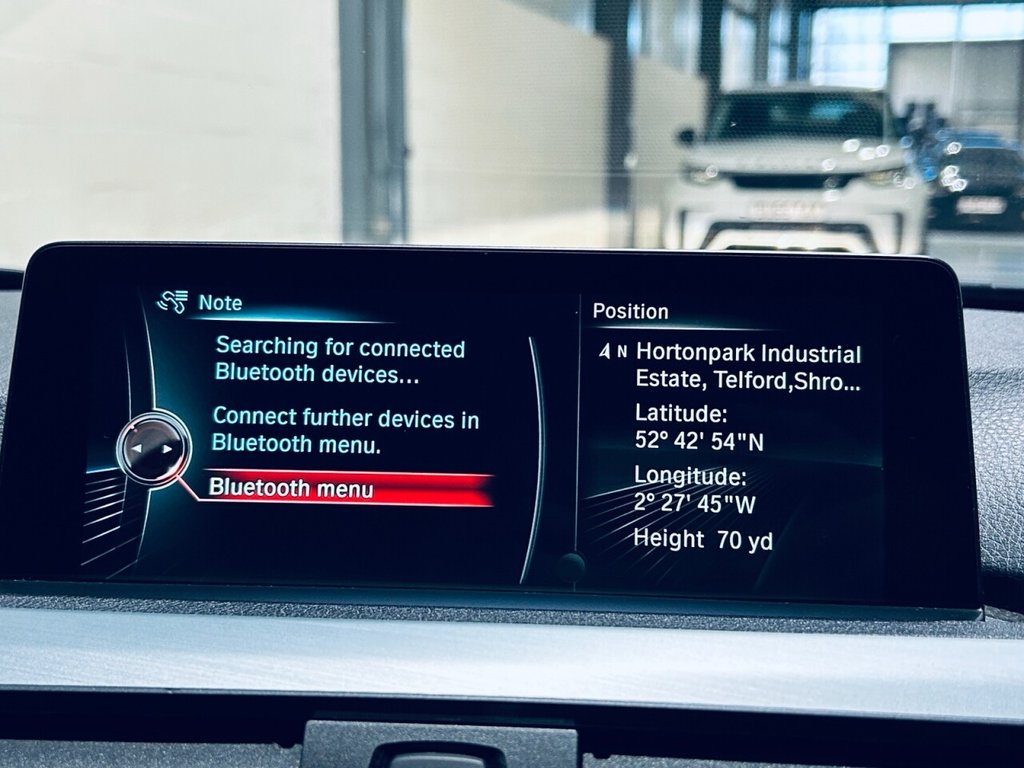 Note
Searching for connected
Bluetooth devices...
Connect further devices in
Bluetooth menu.
Bluetooth menu
Position
N Hortonpark Industrial
Estate, Telford,Shro...
Latitude:
52° 42' 54"N
Longitude:
2° 27' 45"W
Height 70 yd